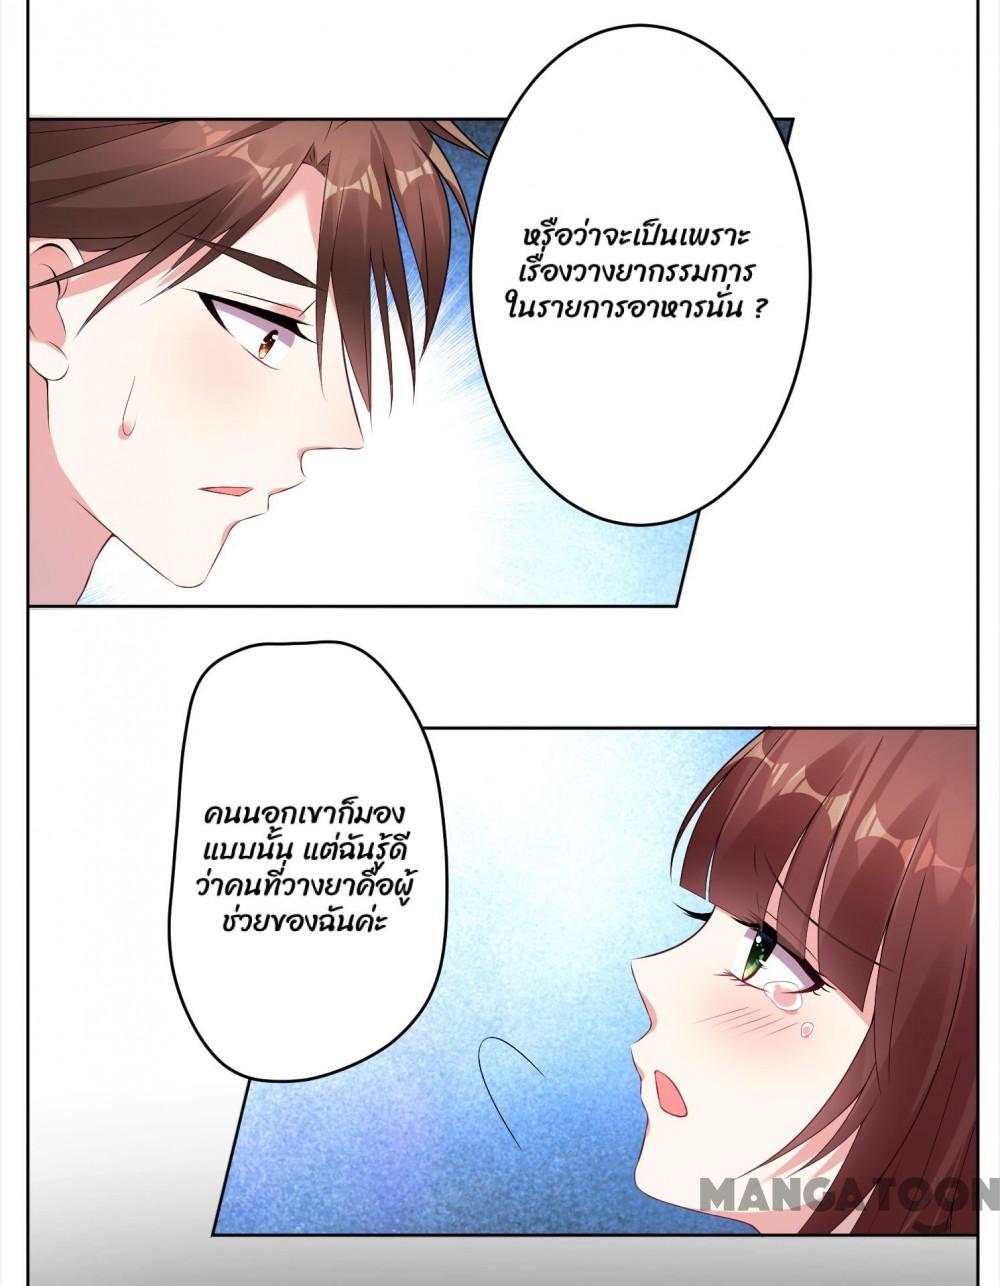 หรือว่าจะเป็นเพราะ
เรื่องวางยากรรมการ
ในรายการอาหารนั่น ?
คนนอกเขาก็มอง
แบบนั้น แต่ฉันรู้ดี
ว่าคนที่วางยาคือผู้
ช่วยของฉันค่ะ
MANGATOON